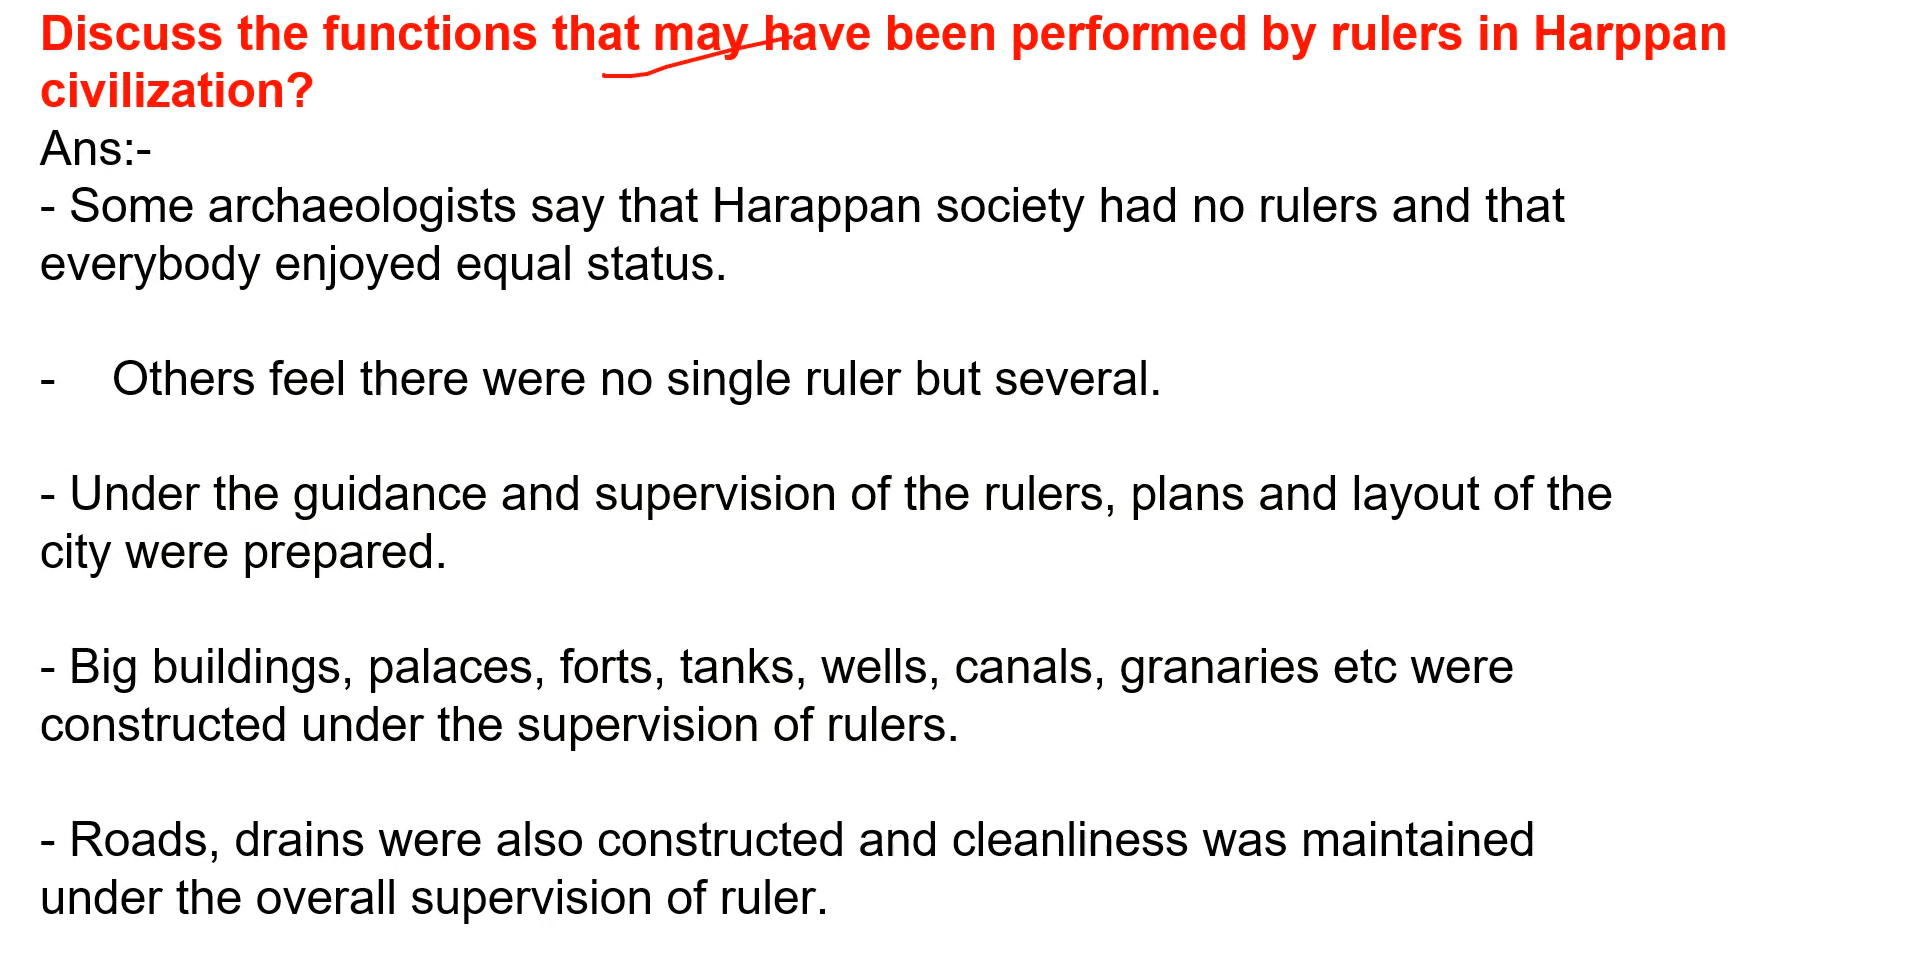 Discuss the functions that may have been performed by rulers in Harppan
civilization?
Ans:-
- Some archaeologists say that Harappan society had no rulers and that
everybody enjoyed equal status.
- Others feel there were no single ruler but several.
- Under the guidance and supervision of the rulers, plans and layout of the
city were prepared.
- Big buildings, palaces, forts, tanks, wells, canals, granaries etc were
constructed under the supervision of rulers.
- Roads, drains were also constructed and cleanliness was maintained
under the overall supervision of ruler.